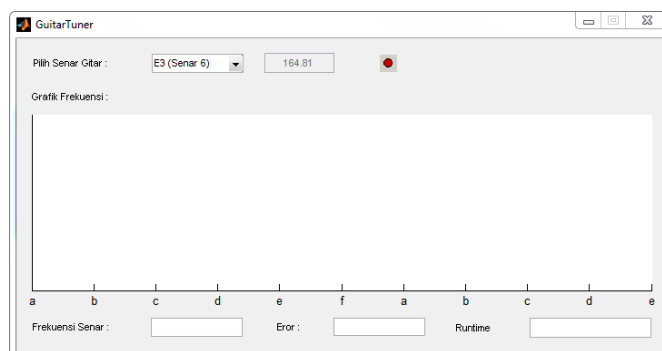 GuitarTuner
Pilih Senar Gitar : E3 (Senar 6) 164.81
Grafik Frekuensi :
a b c d e f a b c d e
Frekuensi Senar : Eror : Runtime